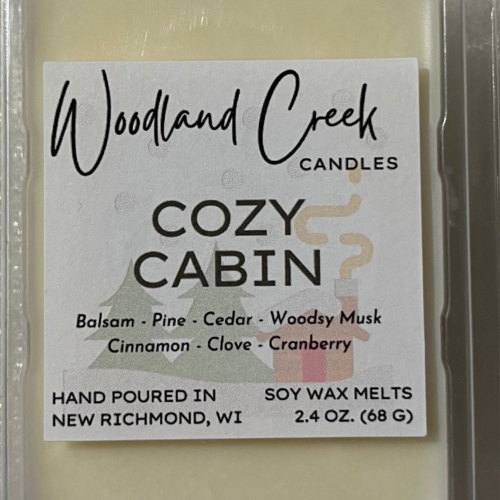 Woodland Creek
CANDLES
COZY
CABIN
Balsam - Pine - Cedar - Woodsy Musk
Cinnamon - Clove - Cranberry
HAND POURED IN
NEW RICHMOND, WI
SOY WAX MELTS
2.4 OZ. (68 G)